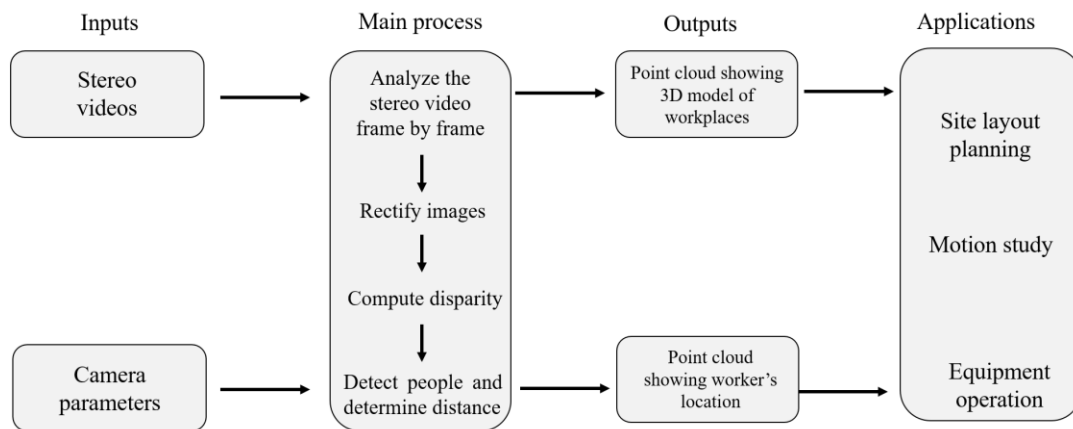 Inputs
Main process
Outputs
Applications
Stereo
videos
Analyze the
stereo video
frame by frame
Rectify images
Compute disparity
Detect people and
determine distance
Point cloud showing
3D model of
workplaces
Site layout
planning
Motion study
Camera
parameters
Point cloud
showing worker's
location
Equipment
operation